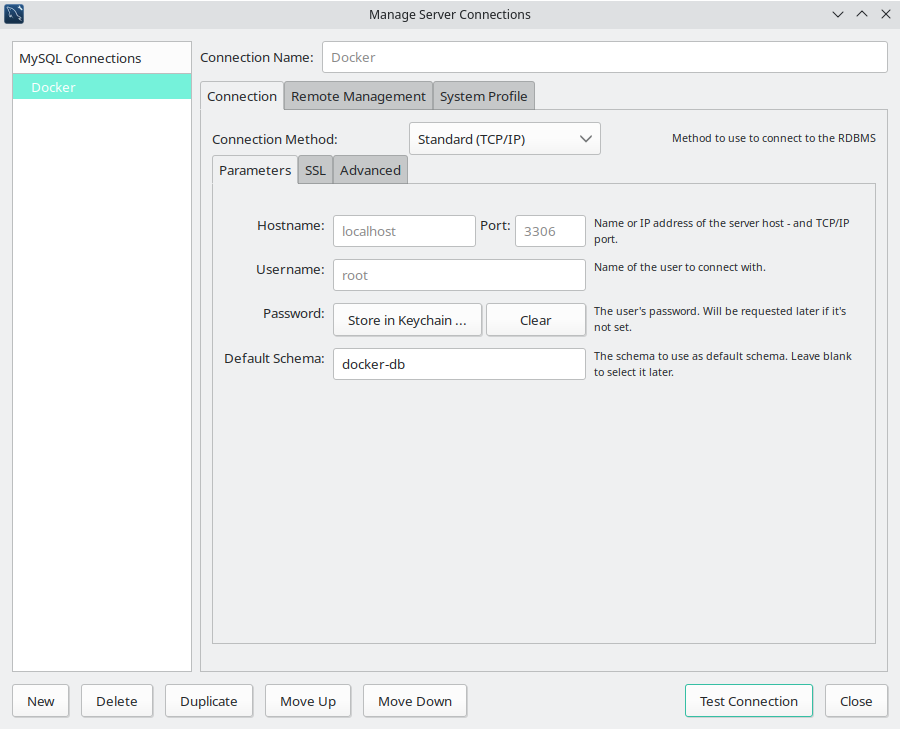 Manage Server Connections
MySQL Connections
Docker
Connection Name: Docker
Connection Remote Management System Profile
Connection Method: Standard (TCP/IP) Method to use to connect to the RDBMS
Parameters SSL Advanced
Hostname: localhost Port: 3306 Name or IP address of the server host - and TCP/IP
port.
Username: root Name of the user to connect with.
Password: Store in Keychain ... Clear The user's password. Will be requested later if it's
not set.
Default Schema: docker-db The schema to use as default schema. Leave blank
to select it later.
New Delete Duplicate Move Up Move Down Test Connection Close